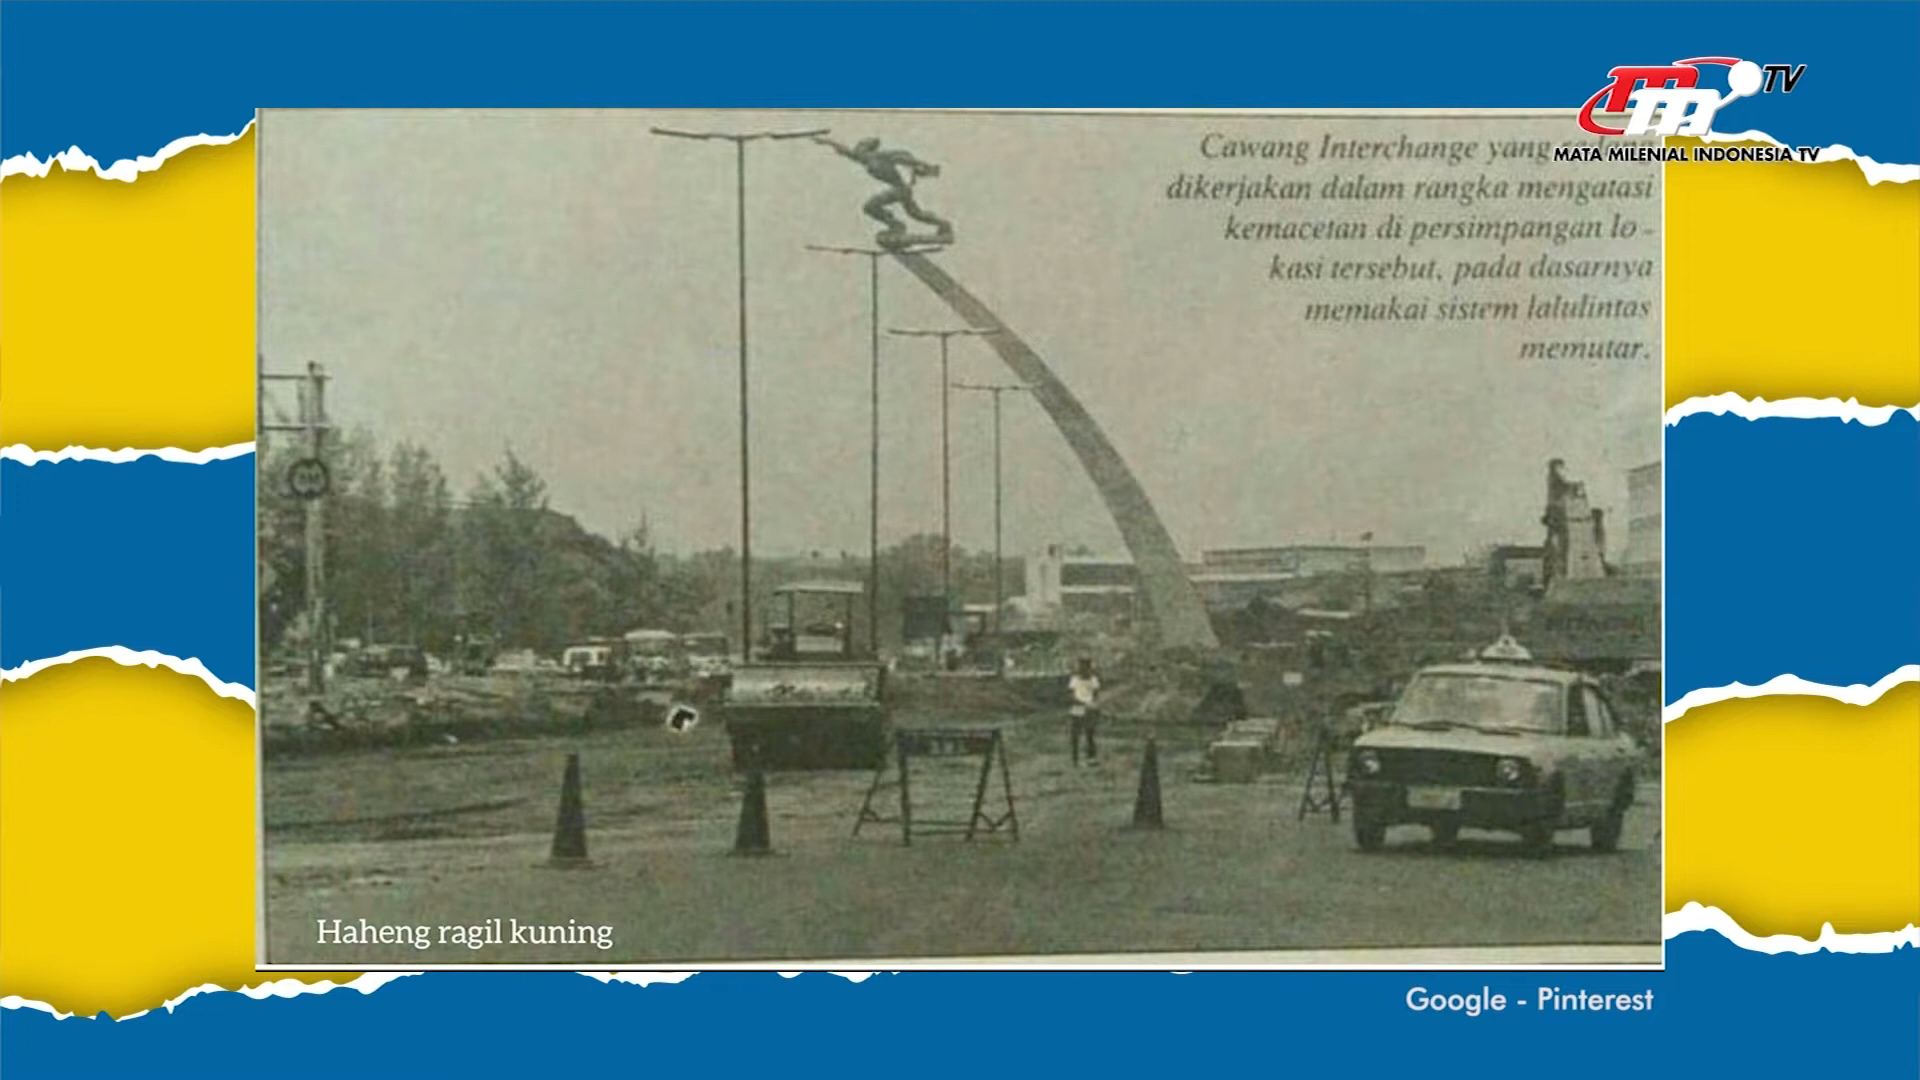 TV
MATA MILENIAL INDONESIA TV
Cawang Interchange yang sedang
dikerjakan dalam rangka mengatasi
kemacetan di persimpangan lo -
kasi tersebut, pada dasarnya
memakai sistem lalulintas
memutar.
Haheng ragil kuning
Google - Pinterest